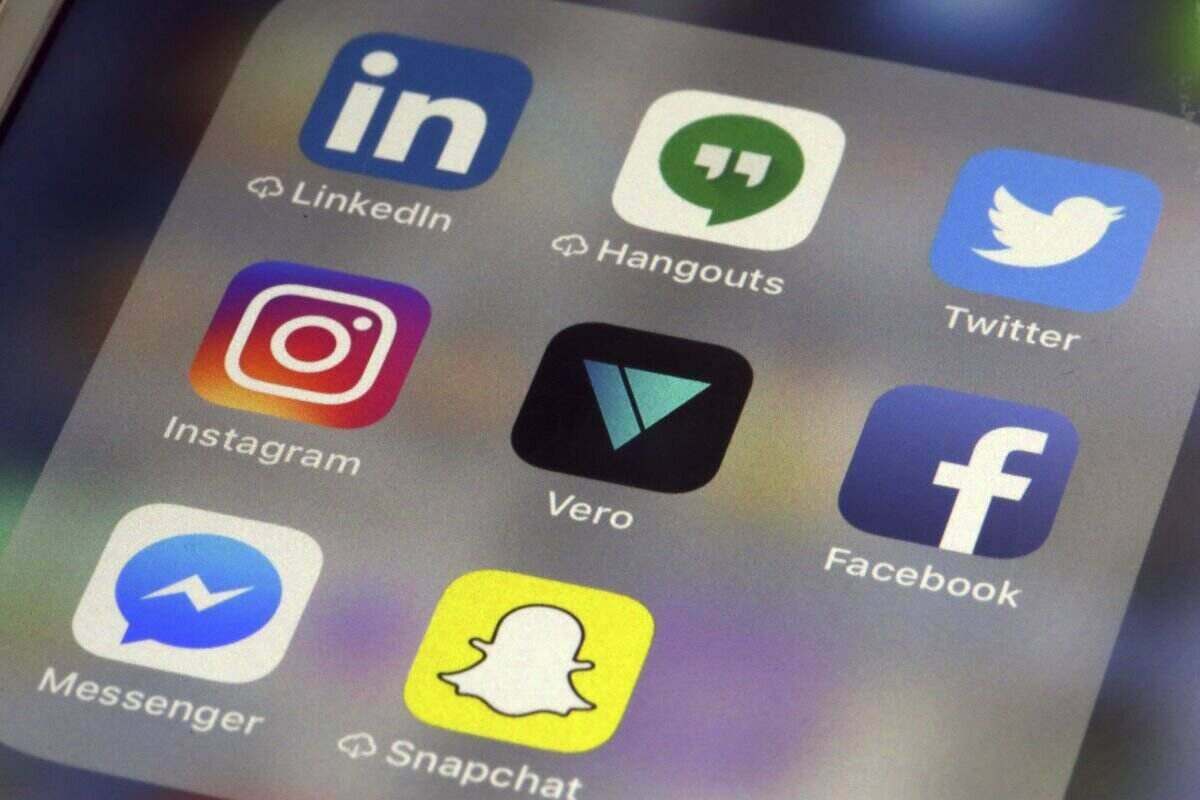 in
LinkedIn
Hangouts
Twitter
Instagram
Vero
f
Facebook
Messenger
Snapchat